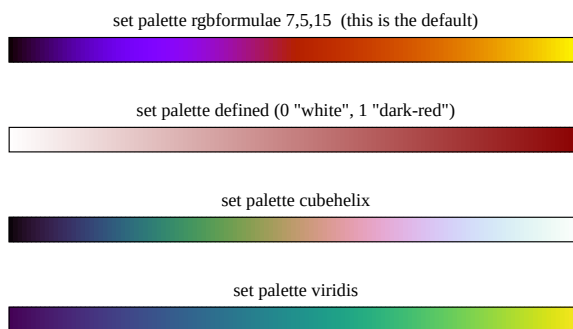 set palette rgbformulae 7,5,15  (this is the default)
set palette defined (0 "white", 1 "dark-red")
set palette cubehelix
set palette viridis